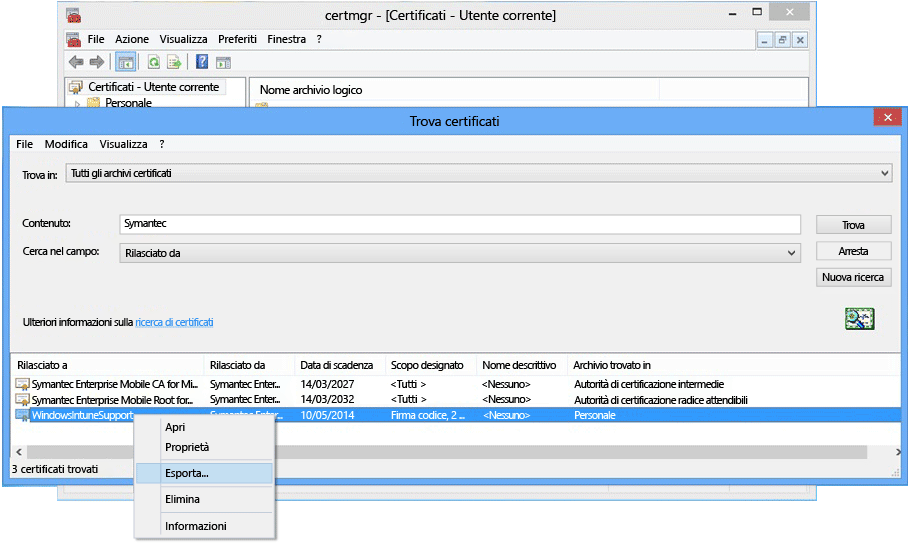 certmgr - [Certificati - Utente corrente]
File Azione Visualizza Preferiti Finestra ?
Certificati - Utente corrente
Nome archivio logico
Personale
Trova certificati
File Modifica Visualizza ?
Trova in: Tutti gli archivi certificati
Contenuto: Symantec
Trova
Cerca nel campo: Rilasciato da
Arresta
Nuova ricerca
Ulteriori informazioni sulla ricerca di certificati
Rilasciato a Rilasciato da Data di scadenza Scopo designato Nome descrittivo Archivio trovato in
Symantec Enterprise Mobile CA for Mi... Symantec Enter... 14/03/2027 <Tutti > <Nessuno> Autorità di certificazione intermedie
Symantec Enterprise Mobile Root for... Symantec Enter... 14/03/2032 <Tutti > <Nessuno> Autorità di certificazione radice attendibili
WindowsIntuneSupport Symantec Enter... 10/05/2014 Firma codice, 2 ... <Nessuno> Personale
Apri
Proprietà
3 certificati trovati
Esporta...
Elimina
Informazioni